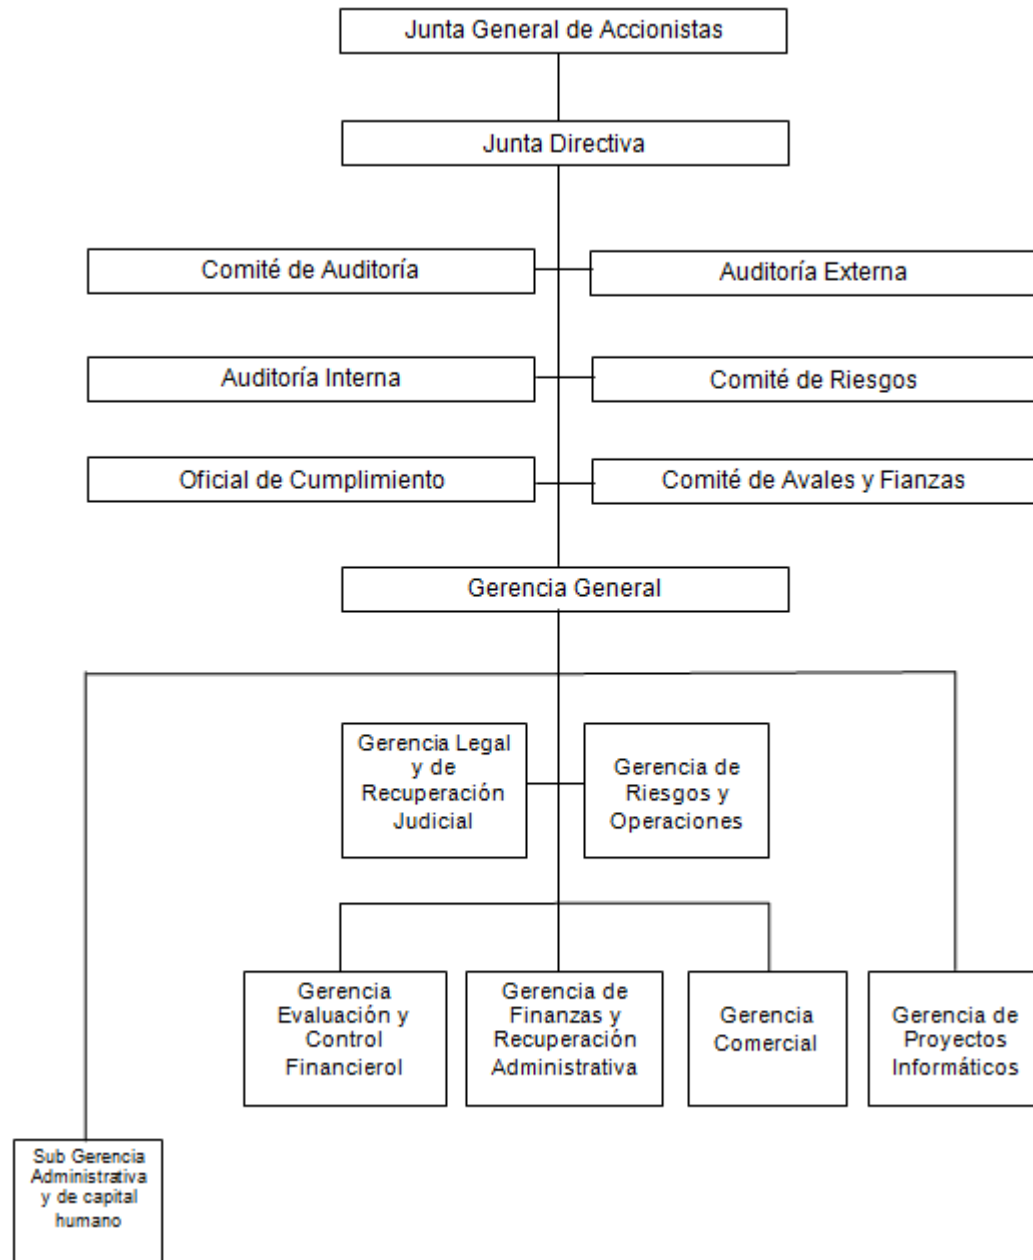 Junta General de Accionistas
Junta Directiva
Comité de Auditoría
Auditoría Externa
Auditoría Interna
Comité de Riesgos
Oficial de Cumplimiento
Comité de Avales y Fianzas
Gerencia General
Gerencia Legal
y de
Recuperación
Judicial
Gerencia de
Riesgos y
Operaciones
Gerencia
Evaluación y
Control
Financierol
Gerencia de
Finanzas y
Recuperación
Administrativa
Gerencia
Comercial
Gerencia de
Proyectos
Informáticos
Sub Gerencia
Administrativa
y de capital
humano